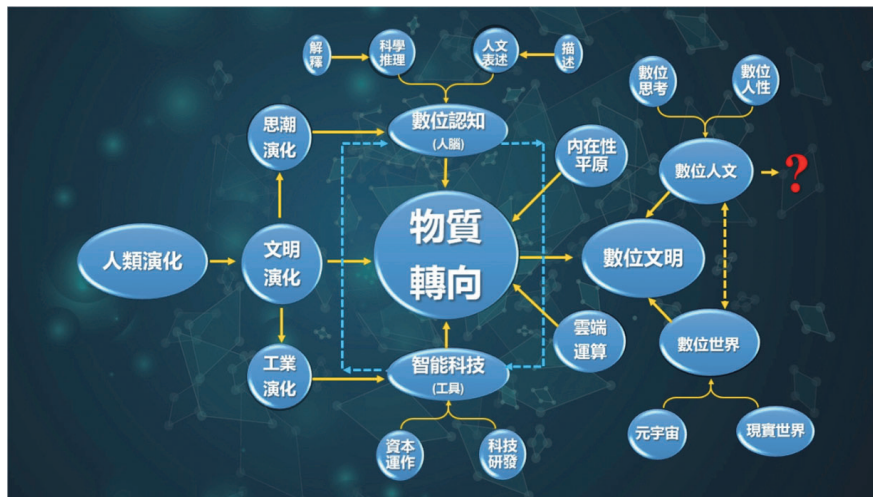 解
釋
科學
推理
人文
表述
描
述
數位
思考
數位
人性
思潮
演化
數位認知
(人腦)
內在性
平原
數位人文
?
人類演化
文明
演化
物質
轉向
數位文明
工業
演化
智能科技
(工具)
雲端
運算
數位世界
資本
運作
科技
研發
元宇宙
現實世界